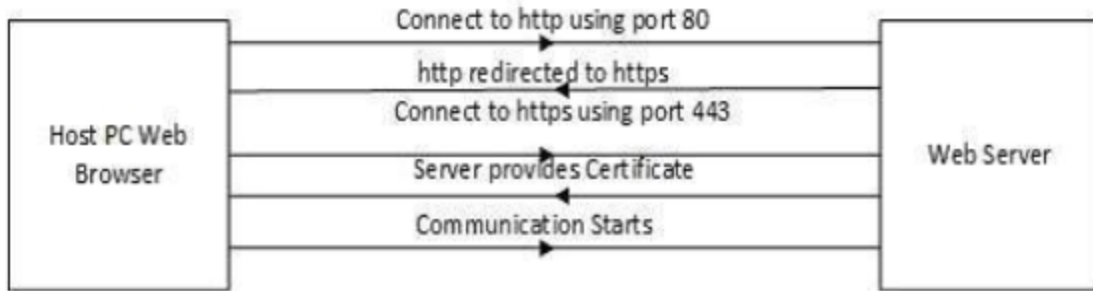 Connect to http using port 80
http redirected to https
Connect to https using port 443
Host PC Web
Browser
Web Server
Server provides Certificate
Communication Starts